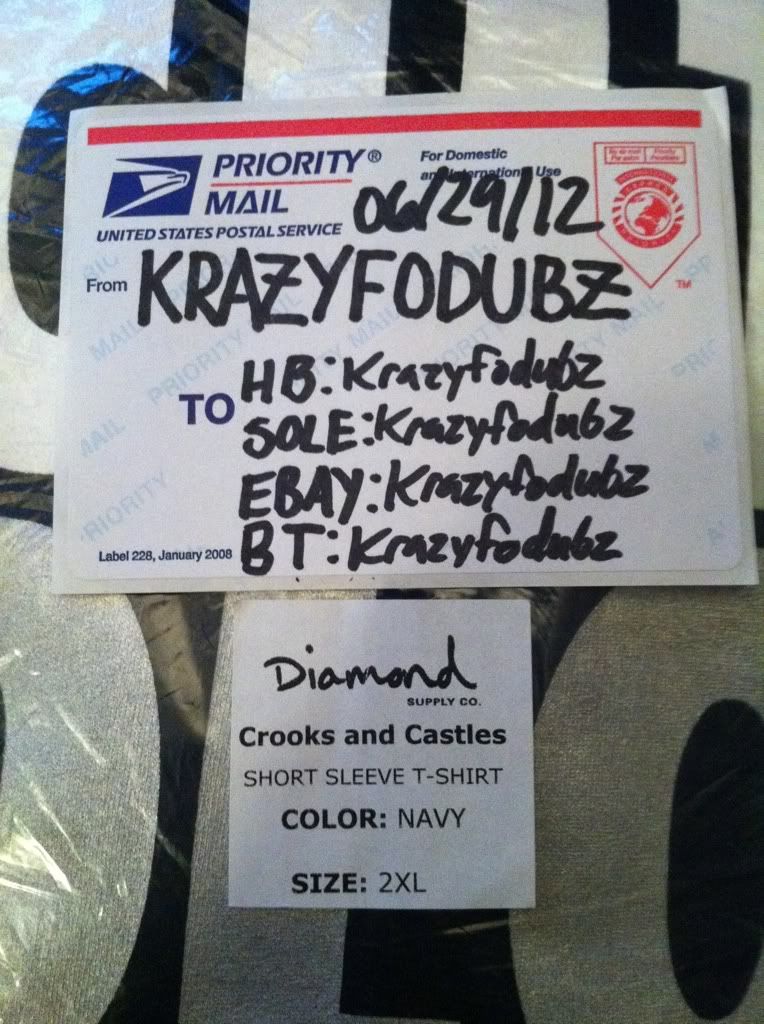 PRIORITY®
MAIL
UNITED STATES POSTAL SERVICE
For Domestic
and International Use
06/29/12
From KRAZYFODUBZ
TO
HB: Krazyfodubz
SOLE: Krazyfodubz
EBAY: Krazyfodubz
BT: Krazyfodubz
Label 228, January 2008
TM
Diamond
SUPPLY CO.
Crooks and Castles
SHORT SLEEVE T-SHIRT
COLOR: NAVY
SIZE: 2XL